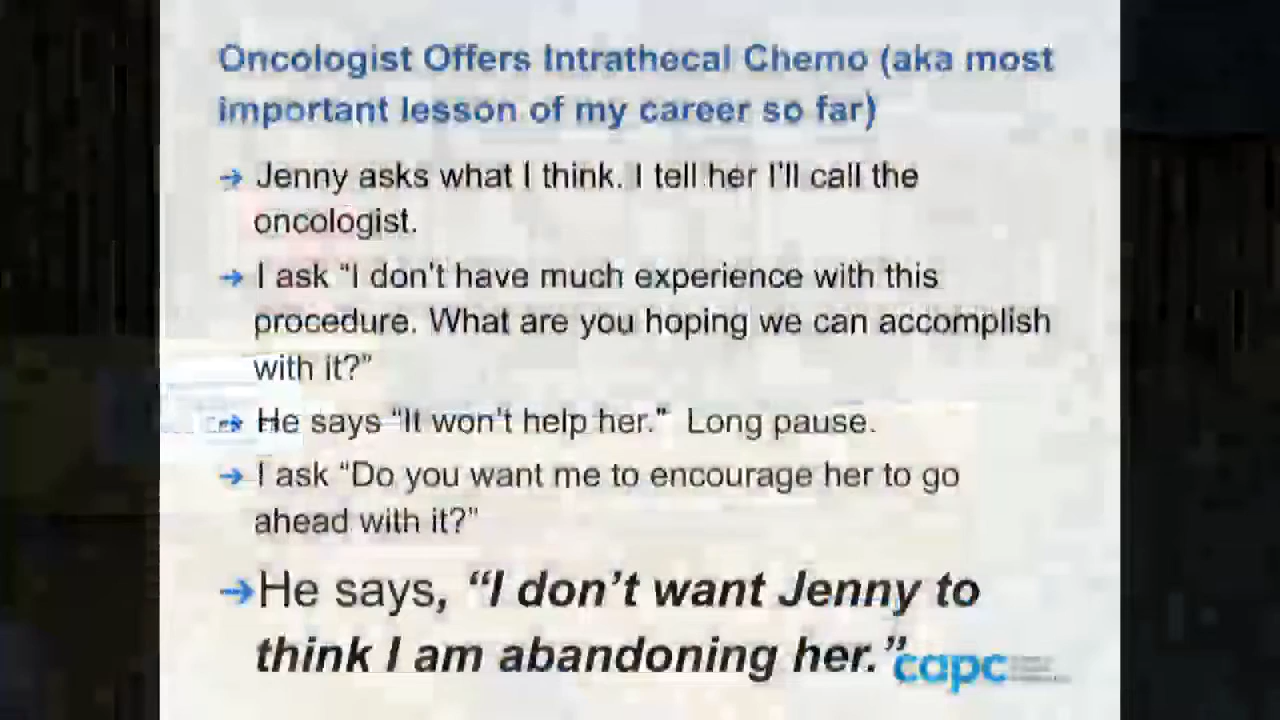 Oncologist Offers Intrathecal Chemo (aka most
important lesson of my career so far)
→ Jenny asks what I think. I tell her I'll call the
oncologist.
→ I ask “I don't have much experience with this
procedure. What are you hoping we can accomplish
with it?”
→ He says “It won't help her.” Long pause.
→ I ask “Do you want me to encourage her to go
ahead with it?”
→ He says, “I don't want Jenny to
think I am abandoning her.”
capc